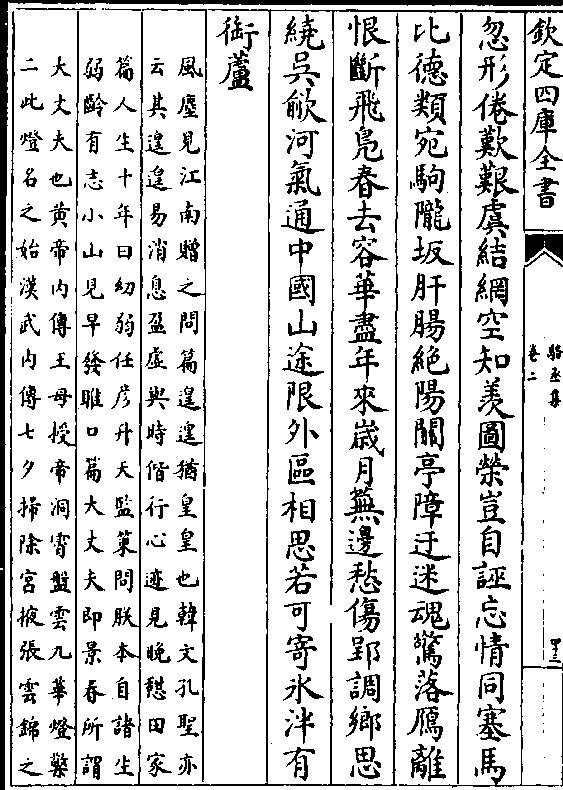 欽定四庫全書
駱丞集
卷二
忽形倦歎艱虞結網空知羨圖榮豈自誣忘情同塞馬
比德類宛駒隴坂肝腸絶陽關亭障迂迷魂驚落鴈離
恨斷飛鳬春去容華盡年來嵗月蕪邊愁傷郢調鄉思
繞吳歈河氣通中國山途限外區相思若可寄氷泮有
銜蘆
風塵見江南贈之問篇遑遑猶皇皇也韓文孔聖亦
云其遑遑易消息盈虛與時偕行心迹見晚憇田家
篇人生十年曰幼弱任彦升天監䇿問朕本自諸生
弱齡有志小山見早發睢口篇大丈夫即景春所謂
大丈夫也黄帝内傳王母授帝洞霄盤雲九華燈檠
二此燈名之始漢武内傳七夕掃除宫掖張雲錦之